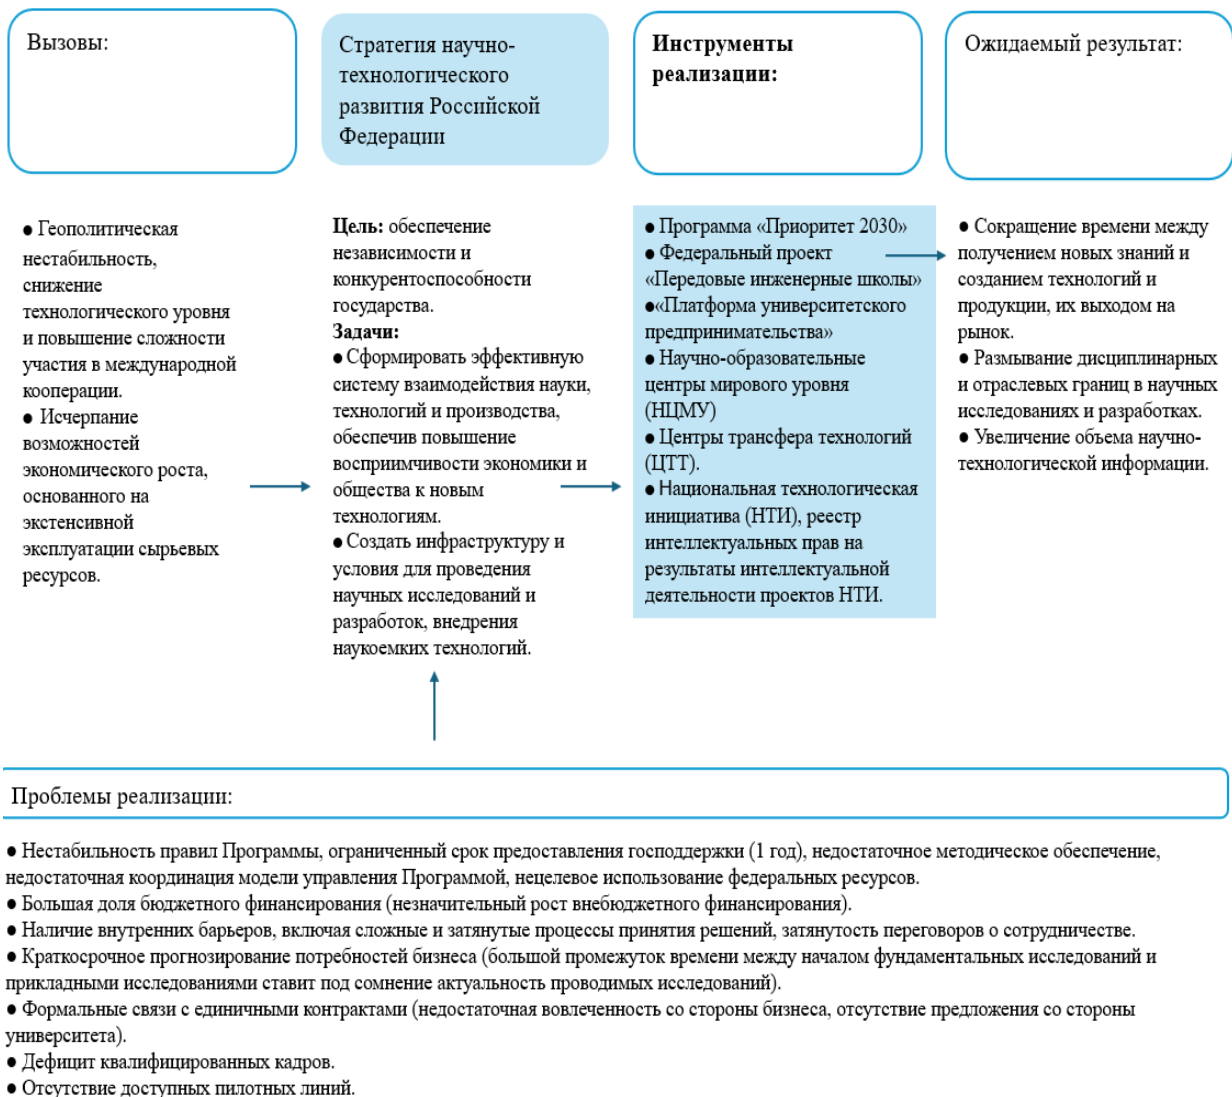 Вызовы:
Стратегия научно-
технологического
развития Российской
Федерации
Инструменты
реализации:
Ожидаемый результат:
● Геополитическая
нестабильность,
снижение
технологического уровня
и повышение сложности
участия в международной
кооперации.
● Исчерпание
возможностей
экономического роста,
основанного на
экстенсивной
эксплуатации сырьевых
ресурсов.
Цель: обеспечение
независимости и
конкурентоспособности
государства.
Задачи:
● Сформировать эффективную
систему взаимодействия науки,
технологий и производства,
обеспечив повышение
восприимчивости экономики и
общества к новым
технологиям.
● Создать инфраструктуру и
условия для проведения
научных исследований и
разработок, внедрения
наукоемких технологий.
● Программа «Приоритет 2030»
● Федеральный проект
«Передовые инженерные школы»
●«Платформа университетского
предпринимательства»
● Научно-образовательные
центры мирового уровня
(НЦМУ)
● Центры трансфера технологий
(ЦТТ).
● Национальная технологическая
инициатива (НТИ), реестр
интеллектуальных прав на
результаты интеллектуальной
деятельности проектов НТИ.
● Сокращение времени между
получением новых знаний и
созданием технологий и
продукции, их выходом на
рынок.
● Размывание дисциплинарных
и отраслевых границ в научных
исследованиях и разработках.
● Увеличение объема научно-
технологической информации.
Проблемы реализации:
● Нестабильность правил Программы, ограниченный срок предоставления господдержки (1 год), недостаточное методическое обеспечение,
недостаточная координация модели управления Программой, нецелевое использование федеральных ресурсов.
● Большая доля бюджетного финансирования (незначительный рост внебюджетного финансирования).
● Наличие внутренних барьеров, включая сложные и затянутые процессы принятия решений, затянутость переговоров о сотрудничестве.
● Краткосрочное прогнозирование потребностей бизнеса (большой промежуток времени между началом фундаментальных исследований и
прикладными исследованиями ставит под сомнение актуальность проводимых исследований).
● Формальные связи с единичными контрактами (недостаточная вовлеченность со стороны бизнеса, отсутствие предложения со стороны
университета).
● Дефицит квалифицированных кадров.
● Отсутствие доступных пилотных линий.